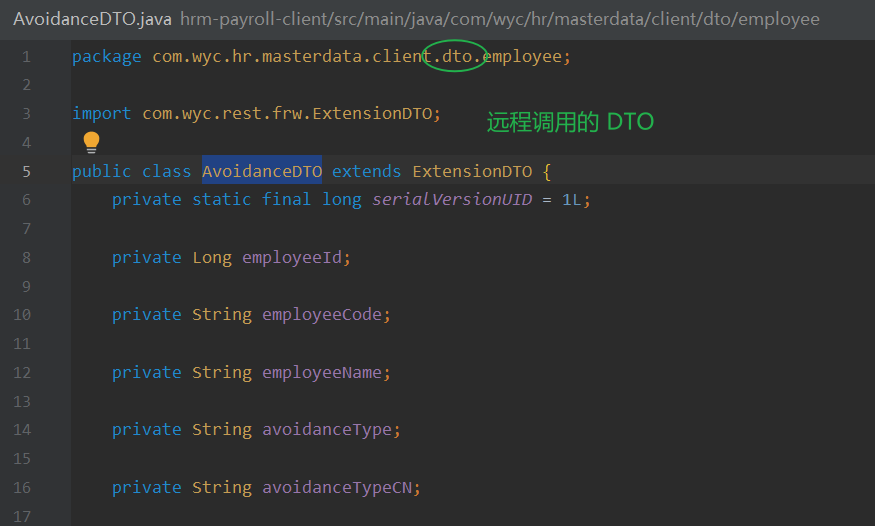 AvoidanceDTO.java hrm-payroll-client/src/main/java/com/wyc/hr/masterdata/client/dto/employee
1 package com.wyc.hr.masterdata.client.dto.employee;
2
3 import com.wyc.rest.frw.ExtensionDTO;
远程调用的 DTO
4
5 public class AvoidanceDTO extends ExtensionDTO {
6 private static final long serialVersionUID = 1L;
7
8 private Long employeeId;
9
10 private String employeeCode;
11
12 private String employeeName;
13
14 private String avoidanceType;
15
16 private String avoidanceTypeCN;
17